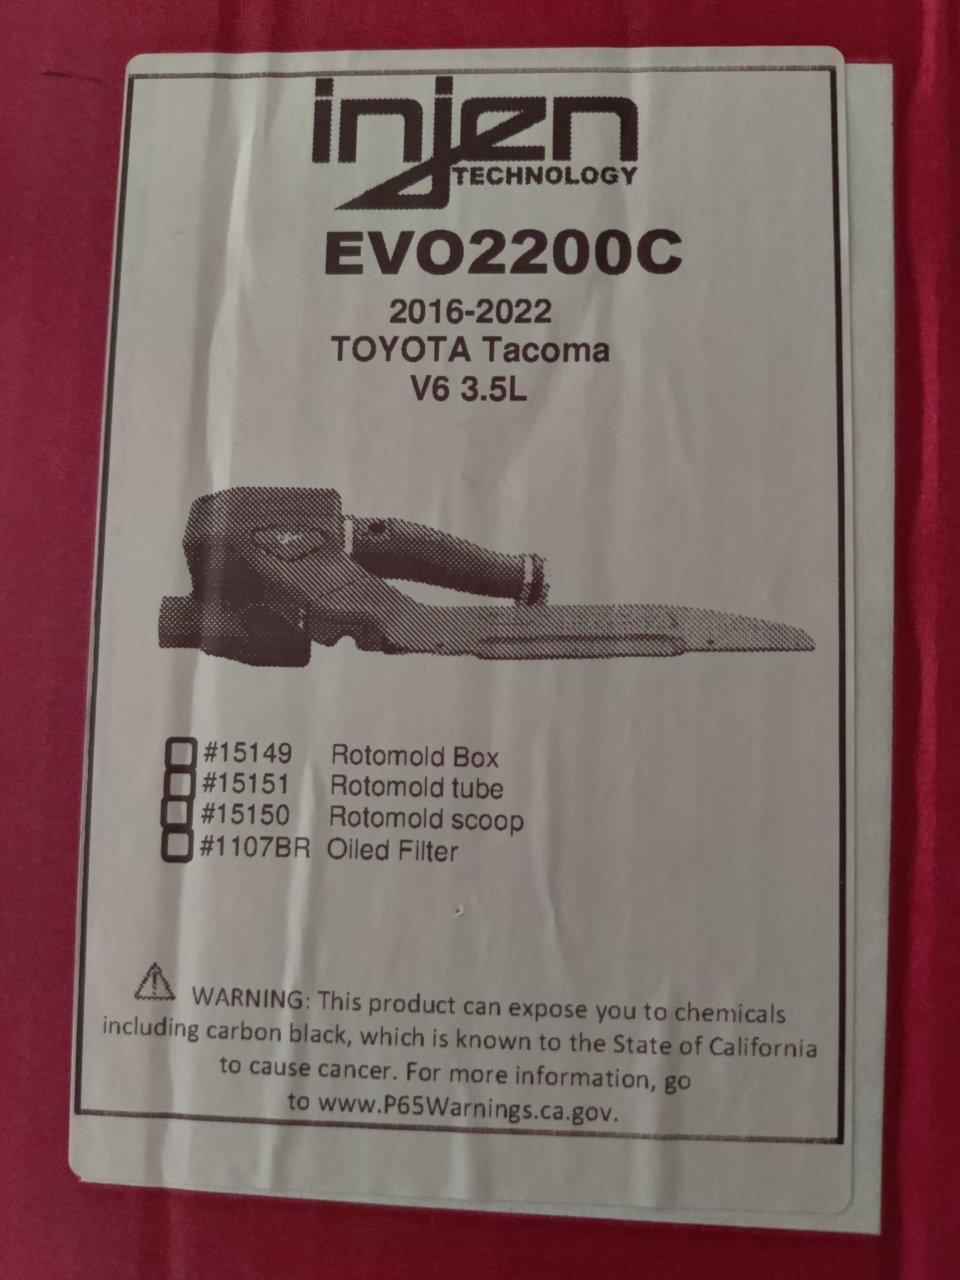 injen
TECHNOLOGY
EVO2200C
2016-2022
TOYOTA Tacoma
V6 3.5L
#15149 Rotomold Box
#15151 Rotomold tube
#15150 Rotomold scoop
#1107BR Oiled Filter
WARNING: This product can expose you to chemicals
including carbon black, which is known to the State of California
to cause cancer. For more information, go
to www.P65Warnings.ca.gov.